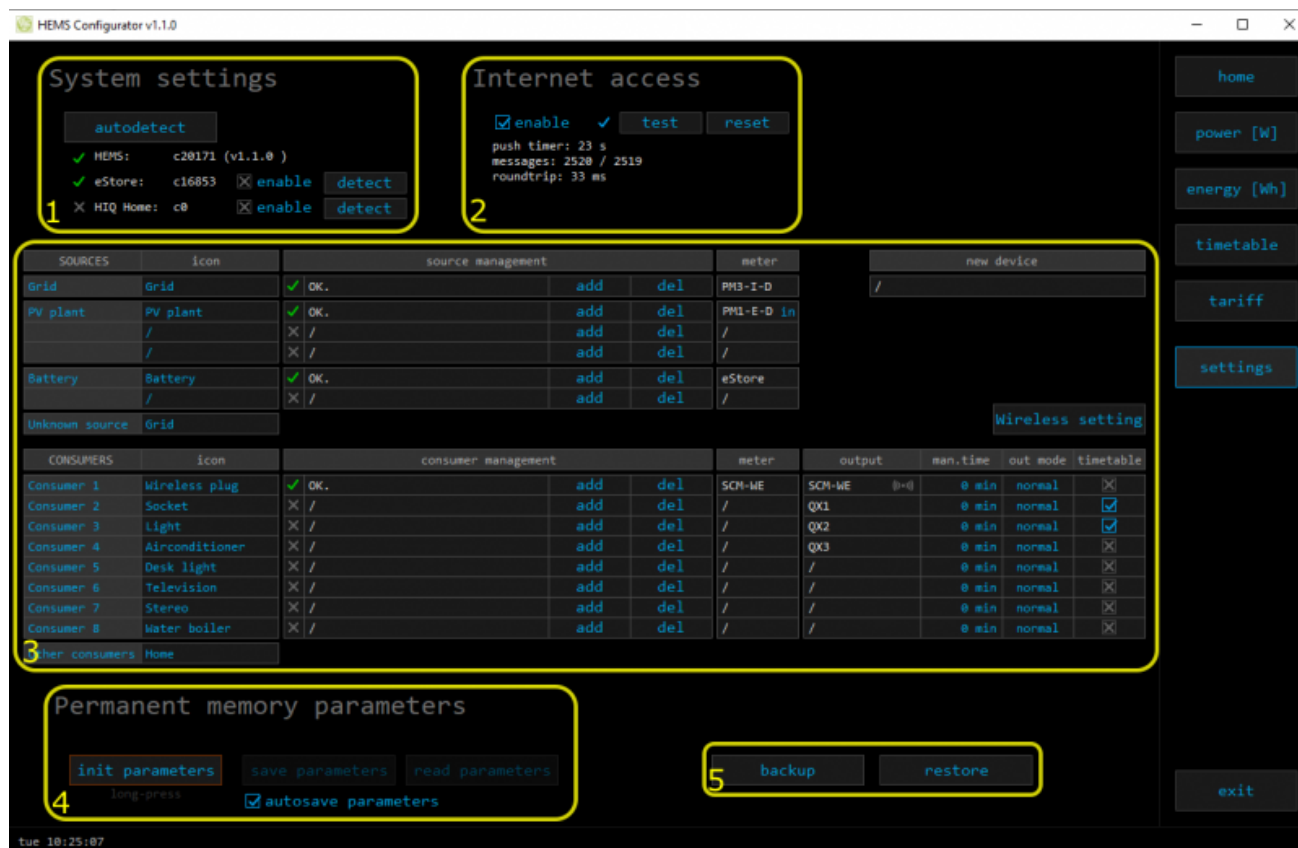 HEMS Configurator v1.1.0
System settings
autodetect
HEMS: c20171 (v1.1.0 )
eStore: c16853 enable detect
HIQ Home: c0 enable detect
1
Internet access
enable test reset
push timer: 23 s
messages: 2520 / 2519
roundtrip: 33 ms
2
home
power [W]
energy [Wh]
timetable
tariff
settings
SOURCES icon source management meter new device
Grid Grid OK. add del PM3-I-D /
PV plant PV plant OK. add del PM1-E-D in
/ / add del /
/ / add del /
Battery Battery OK. add del eStore
/ / add del /
Unknown source Grid Wireless setting
CONSUMERS icon consumer management meter output man.time out mode timetable
Consumer 1 Wireless plug OK. add del SCM-WE SCM-WE 0 min normal
Consumer 2 Socket / add del / QX1 0 min normal
Consumer 3 Light / add del / QX2 0 min normal
Consumer 4 Airconditioner / add del / QX3 0 min normal
Consumer 5 Desk light / add del / / 0 min normal
Consumer 6 Television / add del / / 0 min normal
Consumer 7 Stereo / add del / / 0 min normal
Consumer 8 Water boiler / add del / / 0 min normal
Other consumers Home
3
Permanent memory parameters
init parameters save parameters read parameters
long-press
autosave parameters
4
5
backup restore
exit
tue 10:25:07